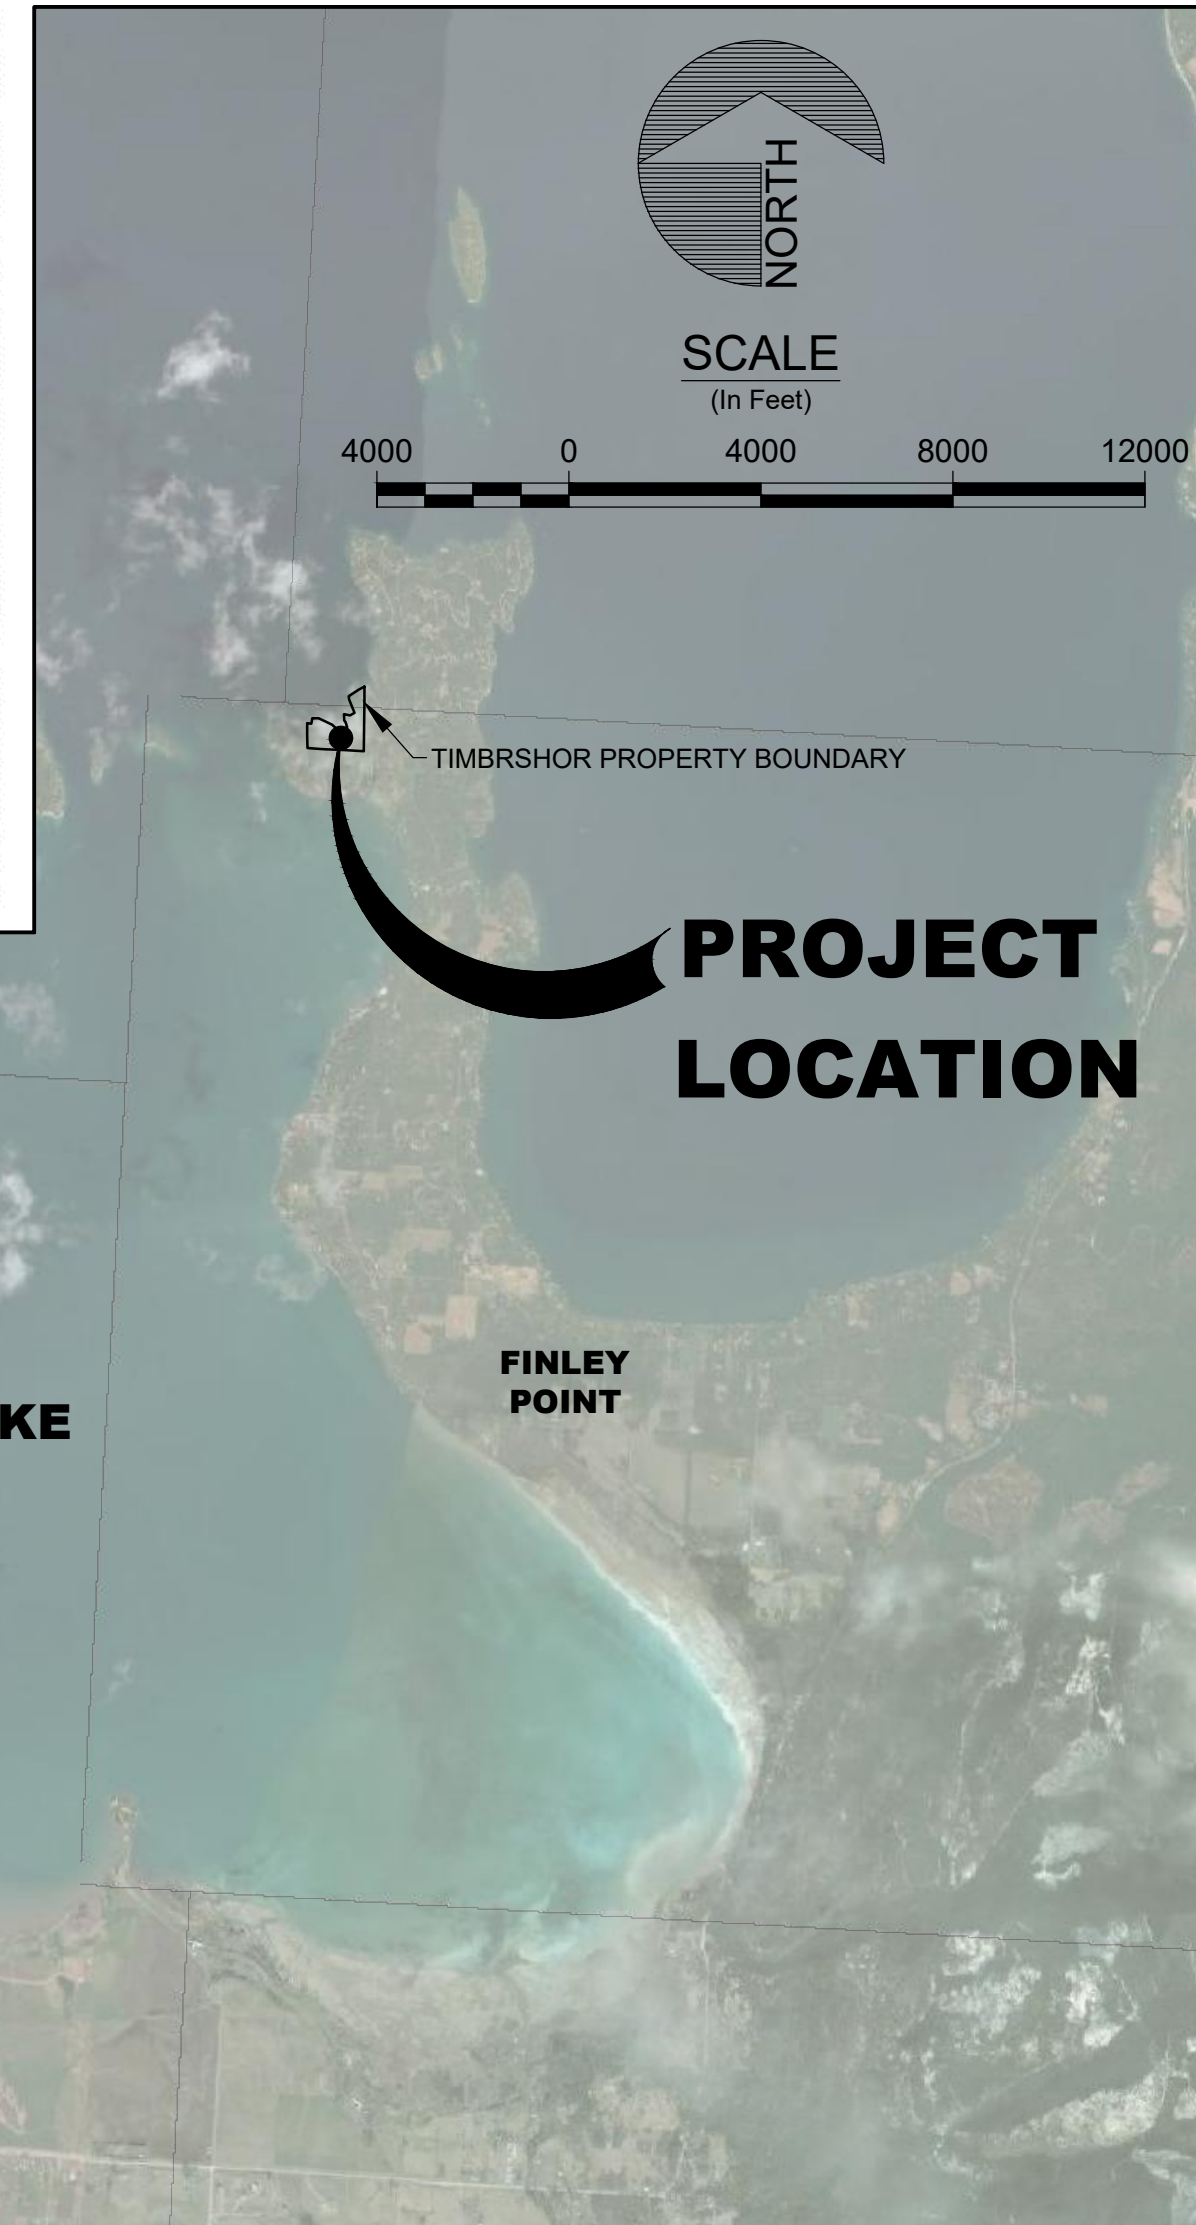 NORTH
SCALE
(In Feet)
4000 0 4000 8000 12000
TIMBRSHOR PROPERTY BOUNDARY
PROJECT
LOCATION
FINLEY
POINT
KE